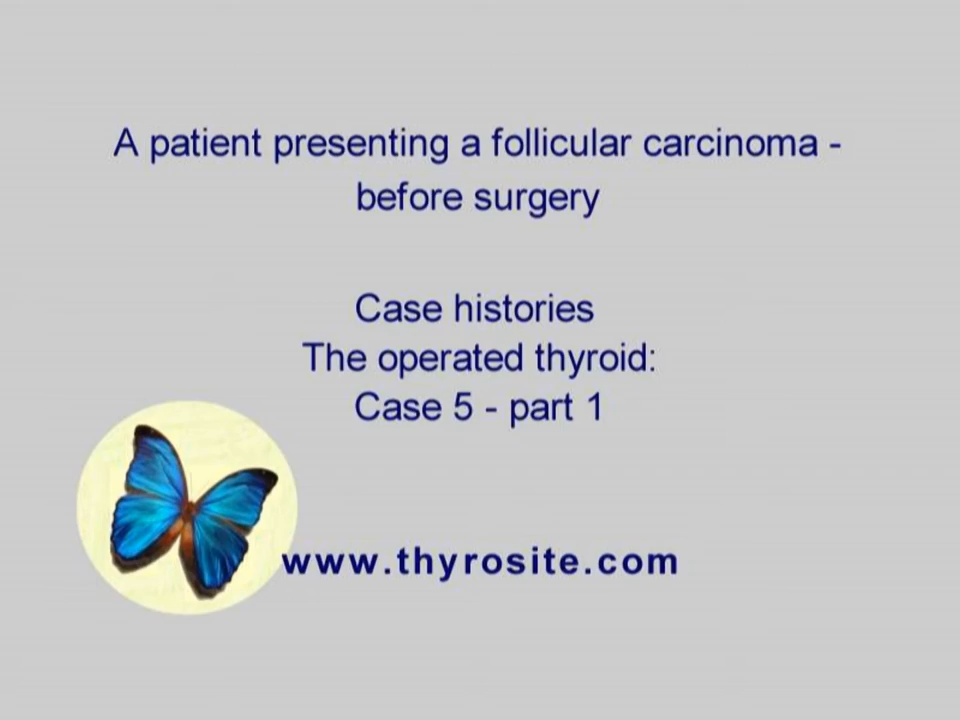 A patient presenting a follicular carcinoma -
before surgery
Case histories
The operated thyroid:
Case 5 - part 1
www.thyrosite.com